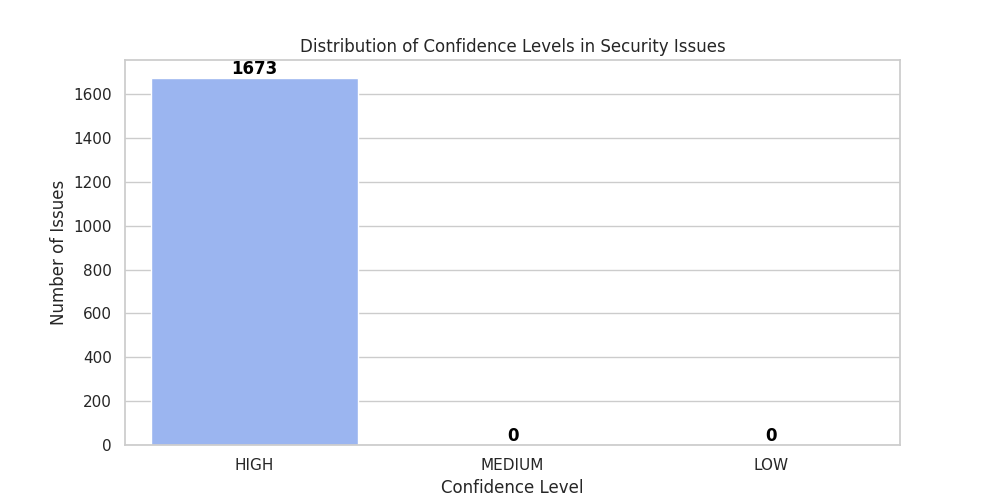 Distribution of Confidence Levels in Security Issues
1673
1600
1400
1200
1000
800
600
400
200
0
Number of Issues
0
0
HIGH
MEDIUM
LOW
Confidence Level